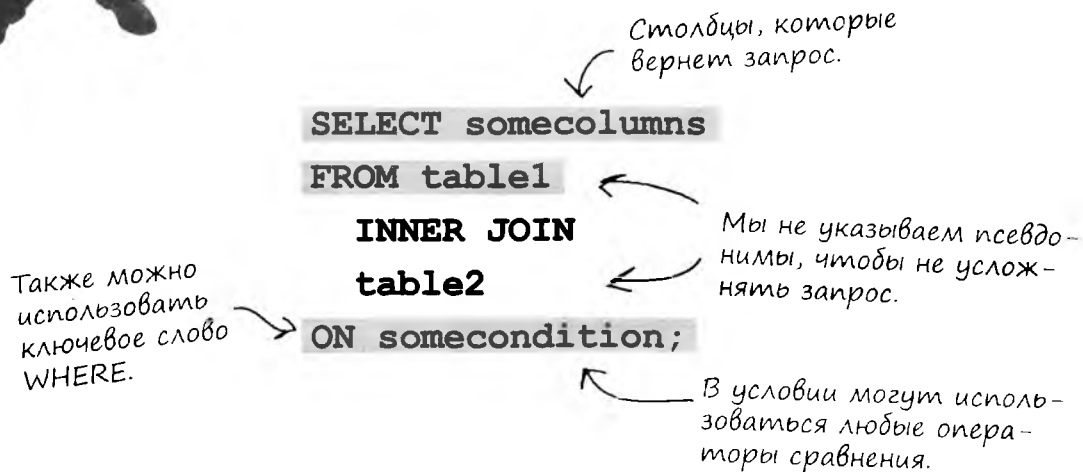 Столбцы, которые
вернет запрос.
SELECT somecolumns
FROM table1
INNER JOIN
table2
ON somecondition;
Мы не указываем псевдо-
нимы, чтобы не услож-
нять запрос.
Также можно
использовать
ключевое слово
WHERE.
В условии могут исполь-
зоваться любые опера-
торы сравнения.